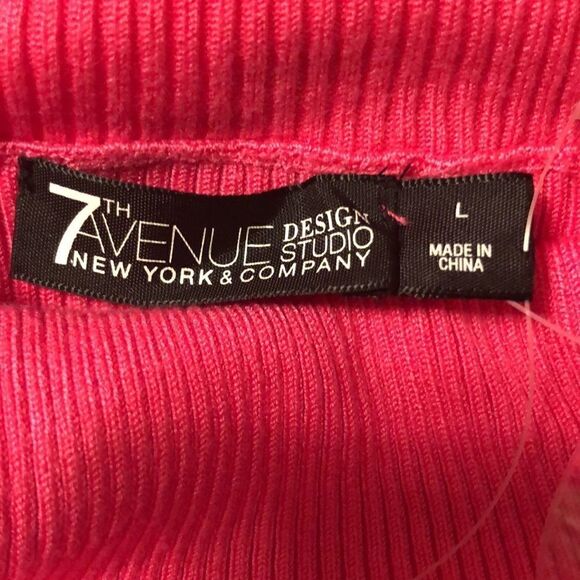 7TH AVENUE DESIGN STUDIO
NEW YORK & COMPANY
L
MADE IN
CHINA